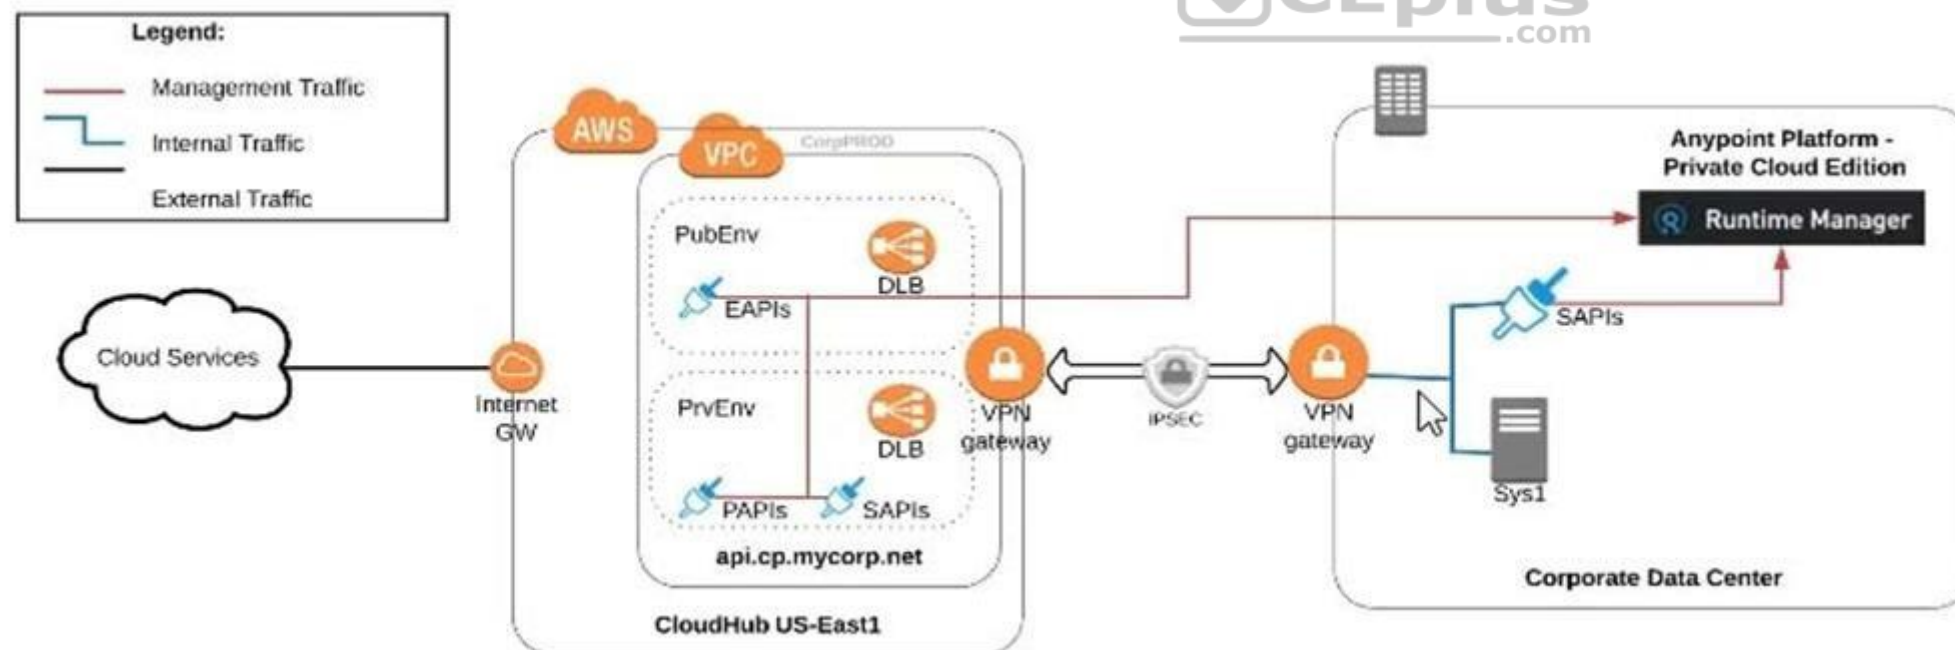 CEplus
.com
Legend:
Management Traffic
Internal Traffic
External Traffic
AWS
VPC
CorpPROD
PubEnv
DLB
EAPIs
PrvEnv
DLB
PAPIs
SAPIs
api.cp.mycorp.net
CloudHub US-East1
Cloud Services
Internet
GW
VPN
gateway
IPSEC
VPN
gateway
Anypoint Platform -
Private Cloud Edition
Runtime Manager
SAPIs
Sys1
Corporate Data Center